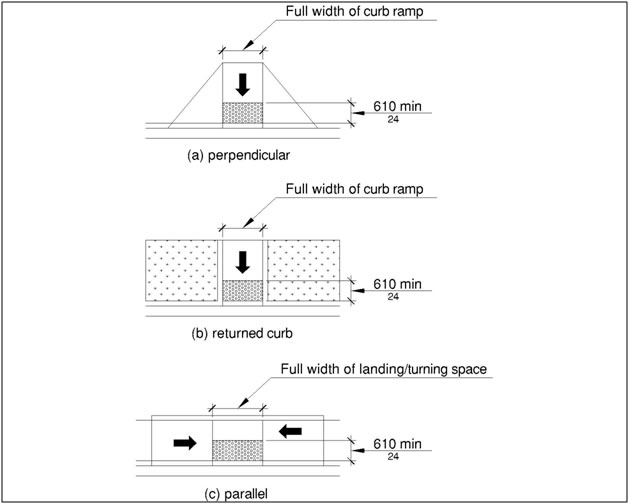 Full width of curb ramp
610 min
24
(a) perpendicular
Full width of curb ramp
610 min
24
(b) returned curb
Full width of landing/turning space
610 min
24
(c) parallel